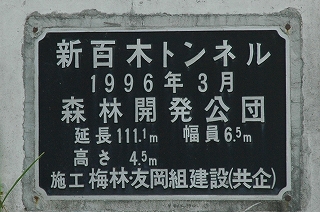 新百木トンネル
1996年3月
森林開発公団
延長111.1m 幅員6.5m
高さ 4.5m
施工 梅林・友岡組建設(共企)